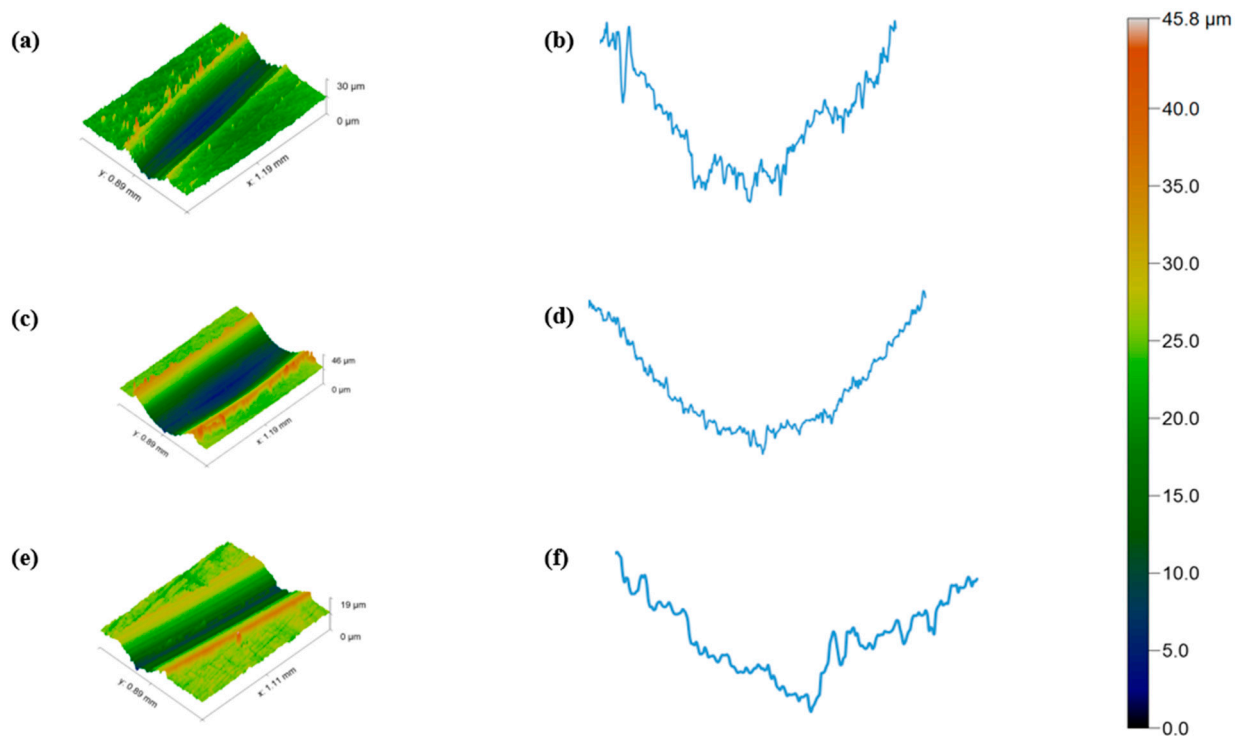 (a)
30 µm
0 µm
y: 0.89 mm
x: 1.19 mm
(b)
(c)
46 µm
0 µm
y: 0.89 mm
x: 1.19 mm
(d)
(e)
19 µm
0 µm
y: 0.89 mm
x: 1.11 mm
(f)
45.8 µm
40.0
35.0
30.0
25.0
20.0
15.0
10.0
5.0
0.0